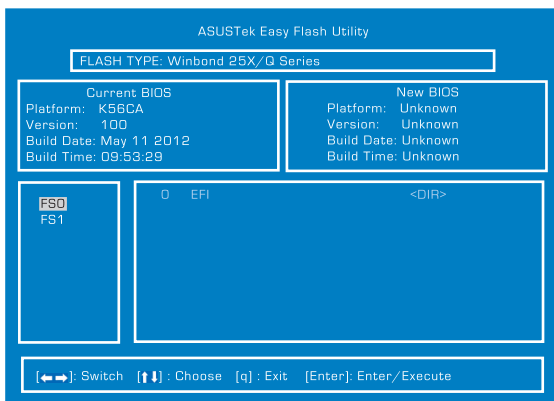 ASUSTek Easy Flash Utility
FLASH TYPE: Winbond 25X/Q Series
Current BIOS
Platform: K56CA
Version: 100
Build Date: May 11 2012
Build Time: 09:53:29
New BIOS
Platform: Unknown
Version: Unknown
Build Date: Unknown
Build Time: Unknown
FS0
FS1
0 EFI <DIR>
[←→]: Switch [↑↓] : Choose [q] : Exit [Enter]: Enter/Execute